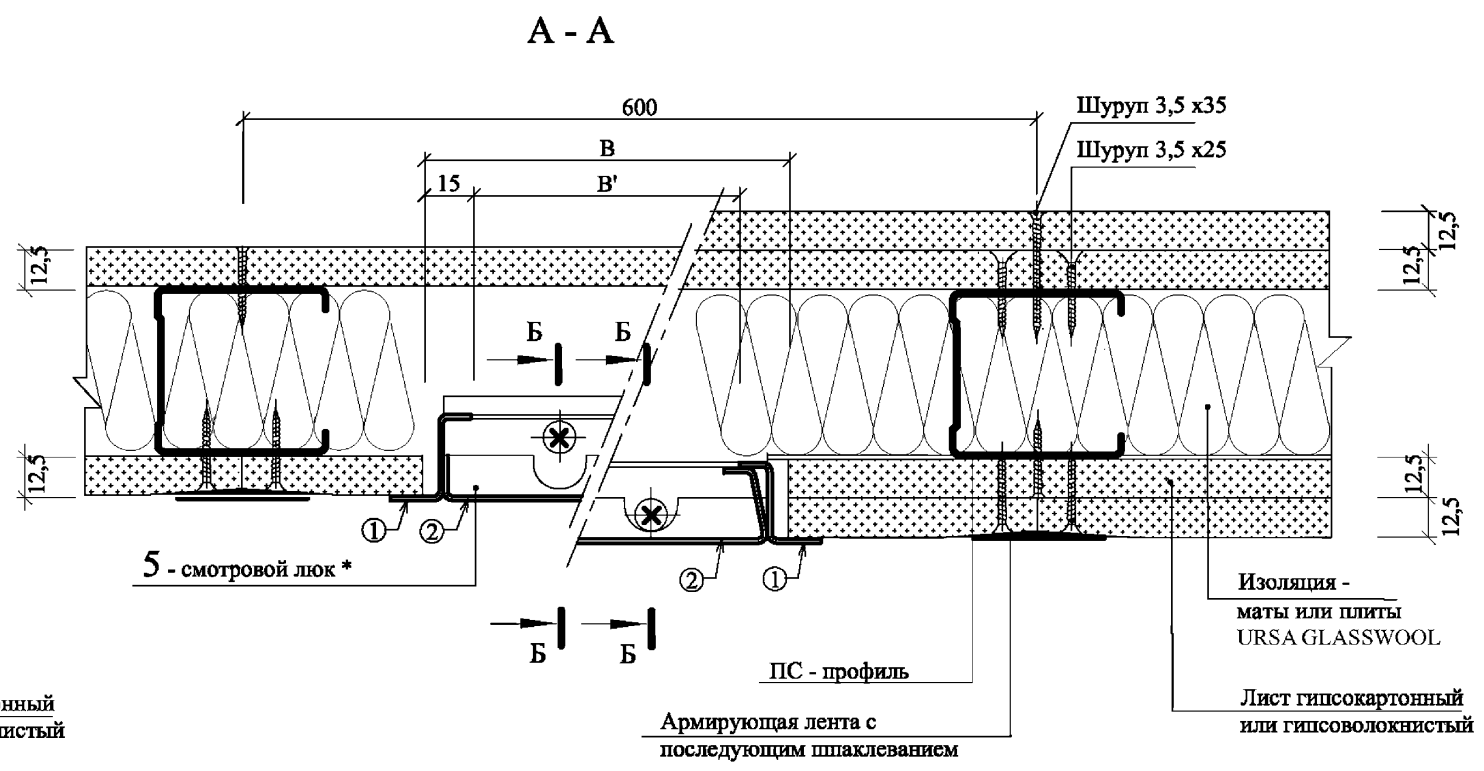 А - А
600
Шуруп 3,5 х35
Шуруп 3,5 х25
В
15
В'
12,5
12,5
12,5
Б
Б
12,5
12,5
12,5
1
2
5 - смотровой люк *
2
1
Изоляция -
маты или плиты
URSA GLASSWOOL
Б
Б
ПС - профиль
Лист гипсокартонный
или гипсоволокнистый
Армирующая лента с
последующим шпаклеванием